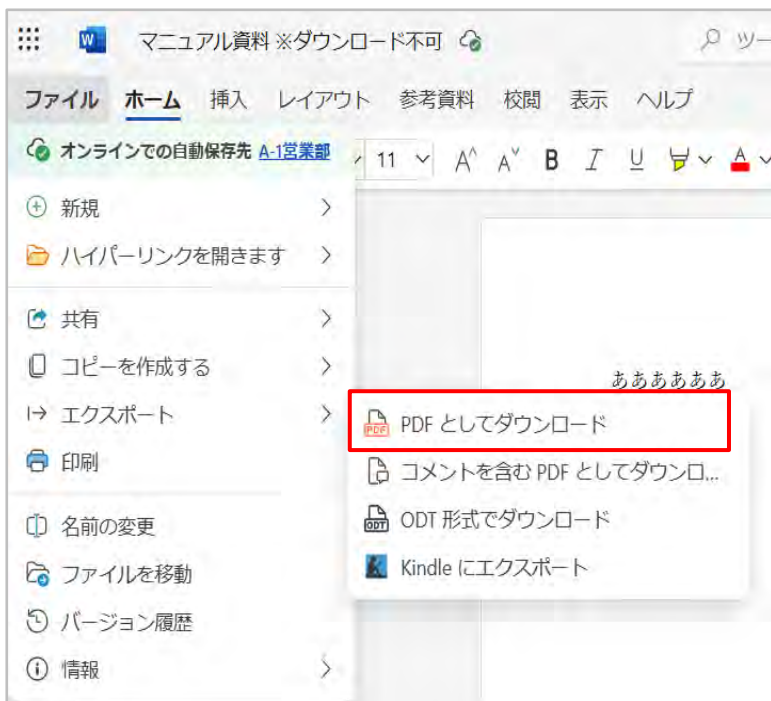 W マニュアル資料 ※ダウンロード不可
ファイル ホーム 挿入 レイアウト 参考資料 校閲 表示 ヘルプ
オンラインでの自動保存先 A-1営業部
11 A^ A˅ B I U A
新規
ハイパーリンクを開きます
共有
コピーを作成する
ああああああ
エクスポート
PDF PDF としてダウンロード
印刷
コメントを含む PDF としてダウンロ...
名前の変更
ODT ODT 形式でダウンロード
ファイルを移動
Kindle にエクスポート
バージョン履歴
情報